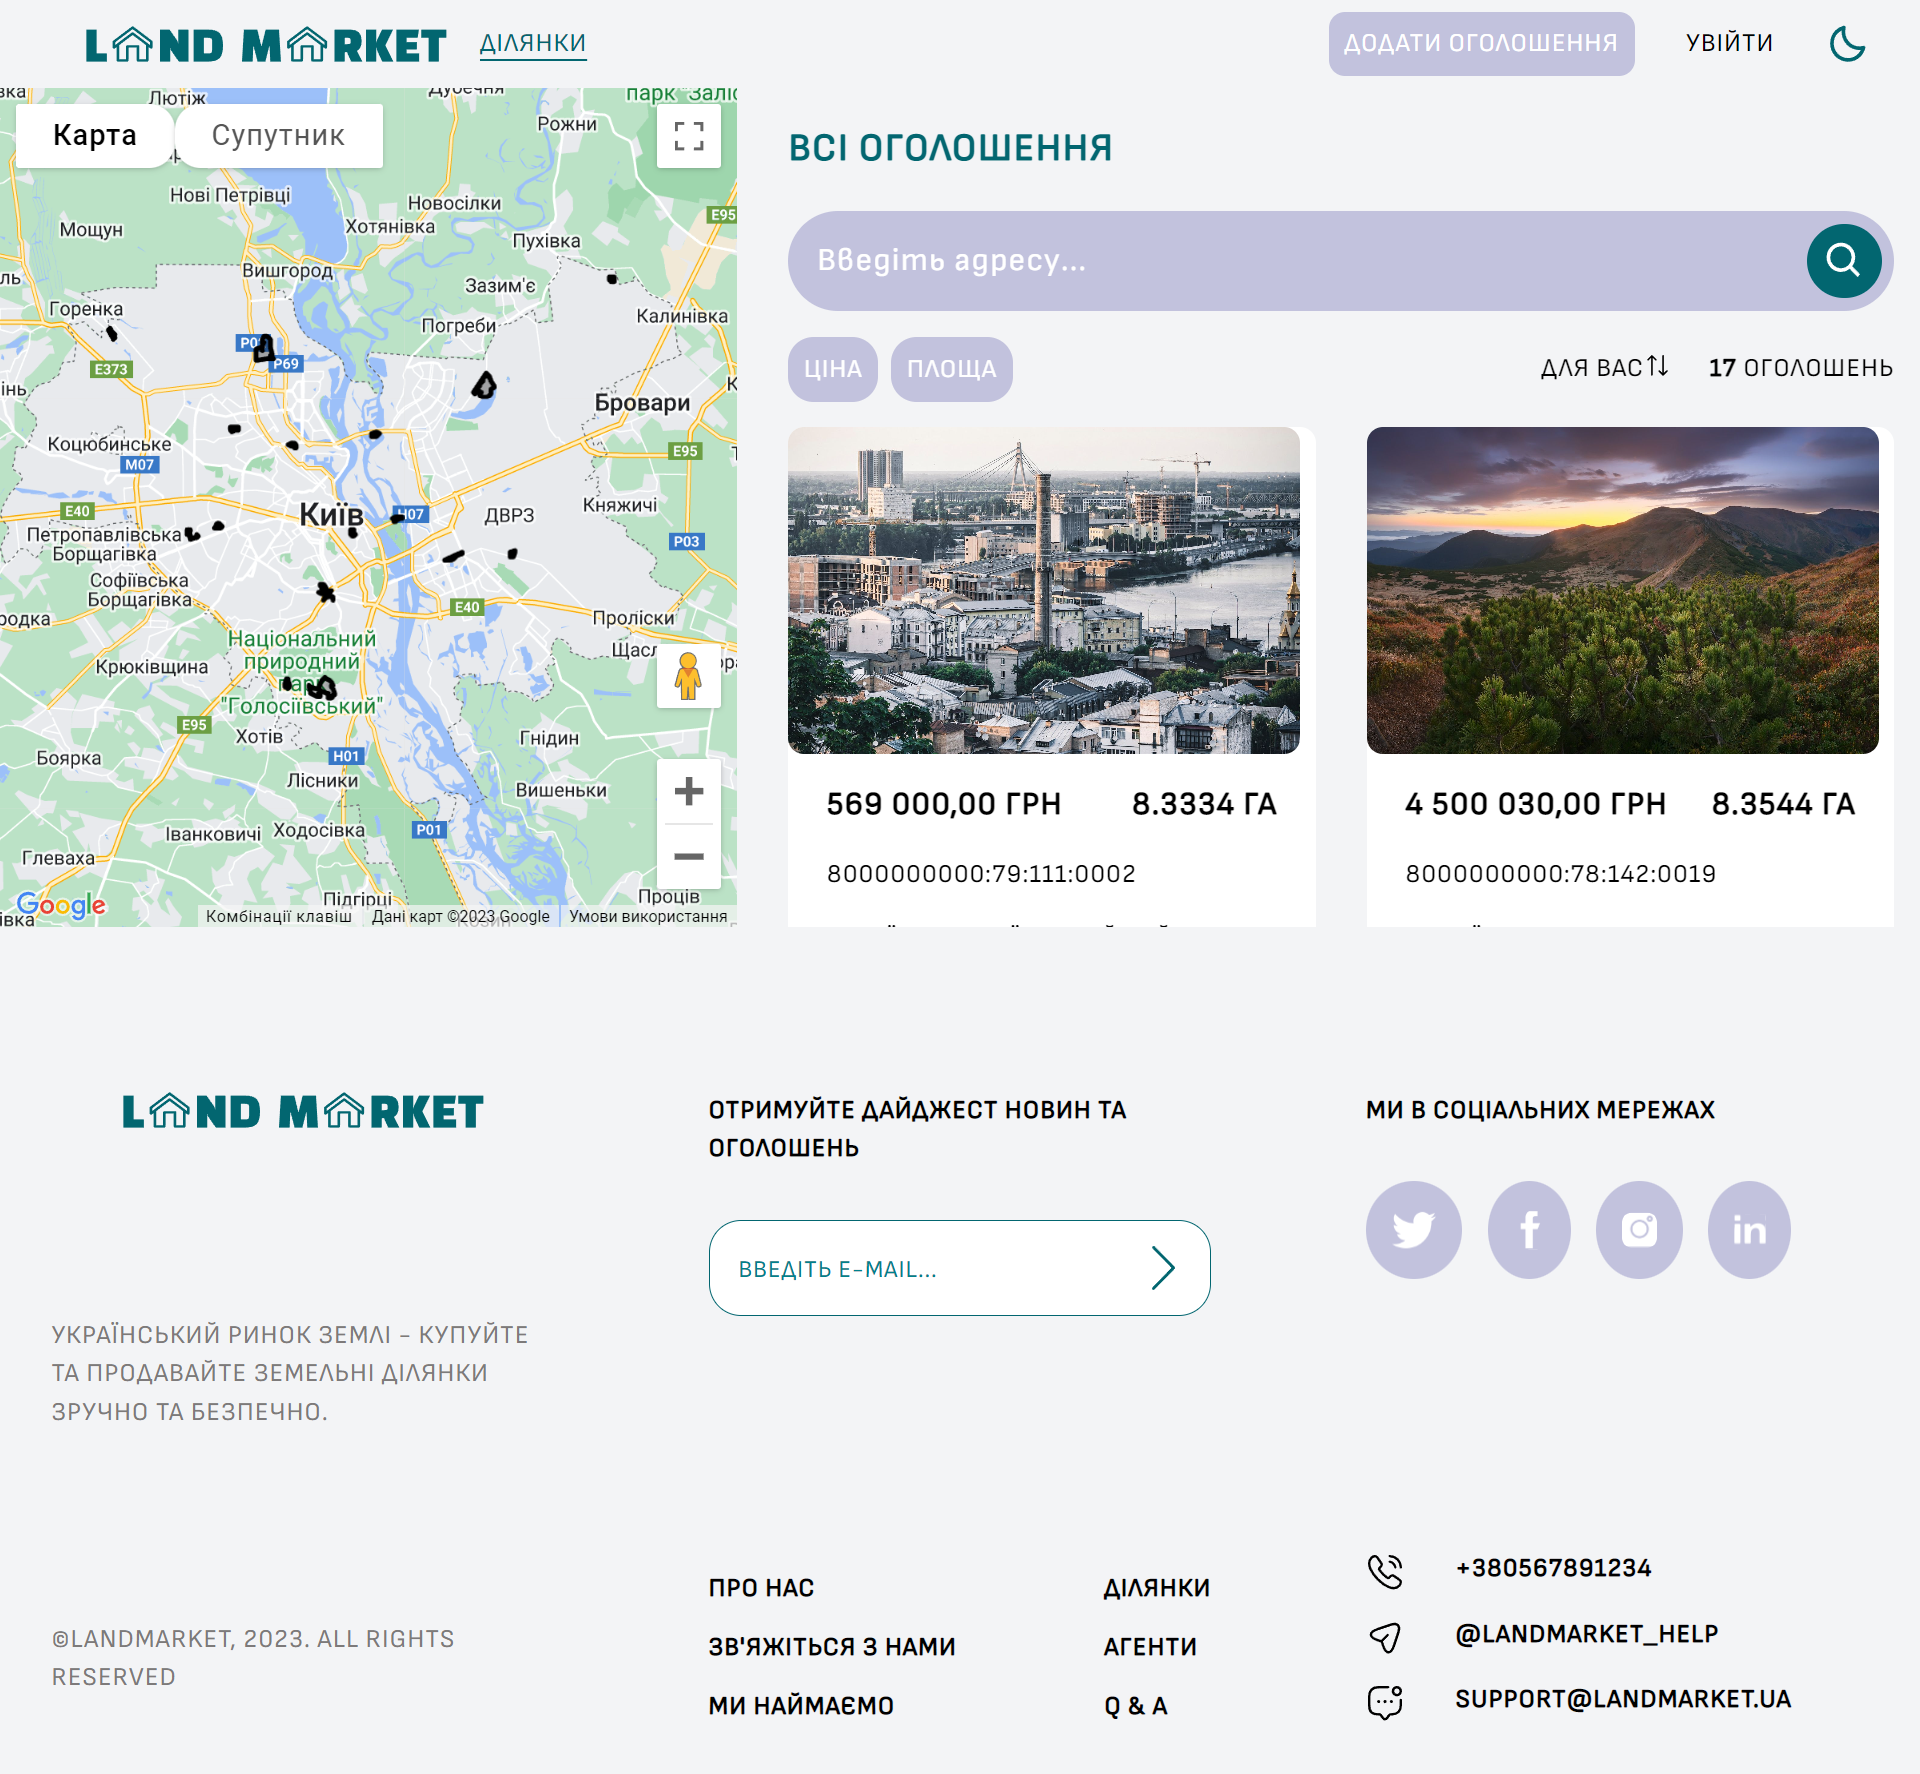 LAND MARKET
ДІЛЯНКИ
ДОДАТИ ОГОЛОШЕННЯ
УВІЙТИ
Лютіж
Рожни
Карта
Супутник
Нові Петрівці
Новосілки
Мощун
Хотянівка
E95
Пухівка
Вишгород
Зазим'є
Горенка
Калинівка
Погреби
P69
E373
Бровари
Коцюбинське
E95
M07
Київ
Княжичі
E40
H07
ДВРЗ
Петропавлівська
Борщагівка
P03
Софіївська
Борщагівка
E40
Проліски
Національний
природний
парк
"Голосіївський"
Крюківщина
E95
Хотів
Гнідин
Боярка
H01
Лісники
Вишеньки
Іванковичі
Ходосівка
P01
Глеваха
Підгірці
Проців
Google
Комбінації клавіш
Дані карт ©2023 Google
Умови використання
ВСІ ОГОЛОШЕННЯ
Введіть адресу...
ЦІНА
ПЛОЩА
ДЛЯ ВАС
17 ОГОЛОШЕНЬ
569 000,00 ГРН
8.3334 ГА
8000000000:79:111:0002
4 500 030,00 ГРН
8.3544 ГА
8000000000:78:142:0019
LAND MARKET
УКРАЇНСЬКИЙ РИНОК ЗЕМЛІ - КУПУЙТЕ
ТА ПРОДАВАЙТЕ ЗЕМЕЛЬНІ ДІЛЯНКИ
ЗРУЧНО ТА БЕЗПЕЧНО.
©LANDMARKET, 2023. ALL RIGHTS
RESERVED
ОТРИМУЙТЕ ДАЙДЖЕСТ НОВИН ТА
ОГОЛОШЕНЬ
ВВЕДІТЬ E-MAIL...
МИ В СОЦІАЛЬНИХ МЕРЕЖАХ
ПРО НАС
ЗВ'ЯЖІТЬСЯ З НАМИ
МИ НАЙМАЄМО
ДІЛЯНКИ
АГЕНТИ
Q & A
+380567891234
@LANDMARKET_HELP
SUPPORT@LANDMARKET.UA